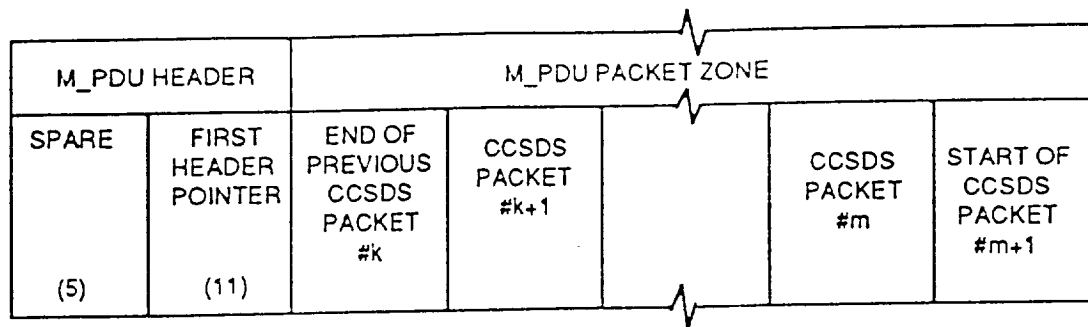 M_PDU HEADER
M_PDU PACKET ZONE
SPARE
(5)
FIRST
HEADER
POINTER
(11)
END OF
PREVIOUS
CCSDS
PACKET
#k
CCSDS
PACKET
#k+1
CCSDS
PACKET
#m
START OF
CCSDS
PACKET
#m+1